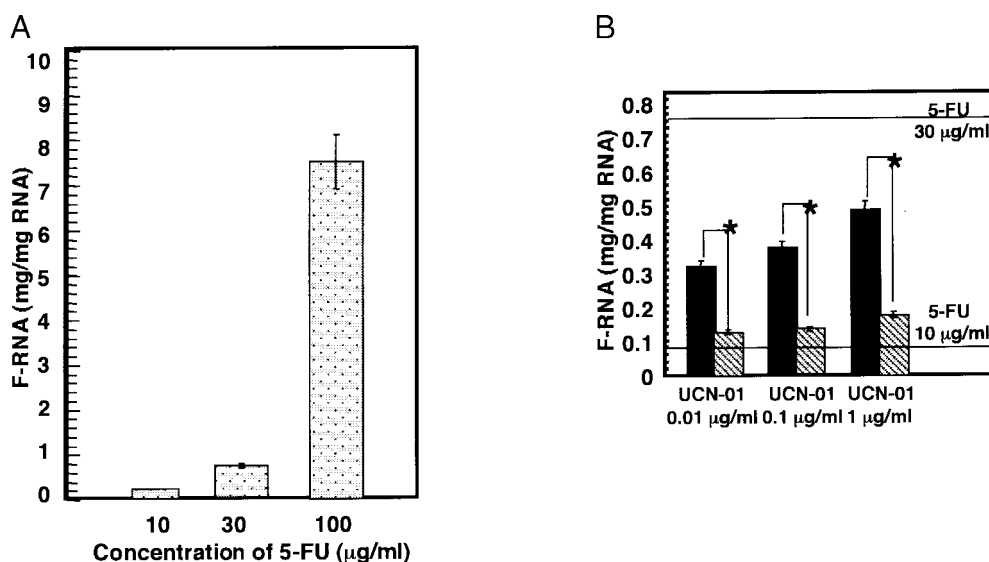 A
F-RNA (mg/mg RNA)
10
9
8
7
6
5
4
3
2
1
0
10 30 100
Concentration of 5-FU (μg/ml)
B
F-RNA (mg/mg RNA)
0.8
0.7
0.6
0.5
0.4
0.3
0.2
0.1
0
5-FU
30 μg/ml
5-FU
10 μg/ml
★ ★ ★
UCN-01 UCN-01 UCN-01
0.01 μg/ml 0.1 μg/ml 1 μg/ml